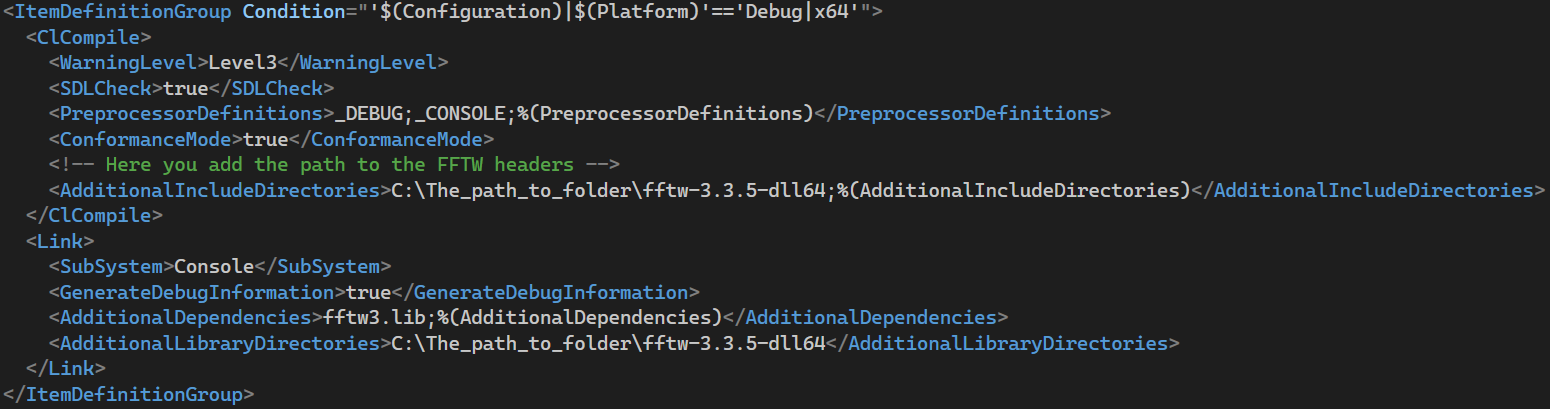 <ItemDefinitionGroup Condition="'$(Configuration)|$(Platform)'=='Debug|x64'">
  <ClCompile>
    <WarningLevel>Level3</WarningLevel>
    <SDLCheck>true</SDLCheck>
    <PreprocessorDefinitions>_DEBUG;_CONSOLE;%(PreprocessorDefinitions)</PreprocessorDefinitions>
    <ConformanceMode>true</ConformanceMode>
    <!-- Here you add the path to the FFTW headers -->
    <AdditionalIncludeDirectories>C:\The_path_to_folder\fftw-3.3.5-dll64;%(AdditionalIncludeDirectories)</AdditionalIncludeDirectories>
  </ClCompile>
  <Link>
    <SubSystem>Console</SubSystem>
    <GenerateDebugInformation>true</GenerateDebugInformation>
    <AdditionalDependencies>fftw3.lib;%(AdditionalDependencies)</AdditionalDependencies>
    <AdditionalLibraryDirectories>C:\The_path_to_folder\fftw-3.3.5-dll64</AdditionalLibraryDirectories>
  </Link>
</ItemDefinitionGroup>